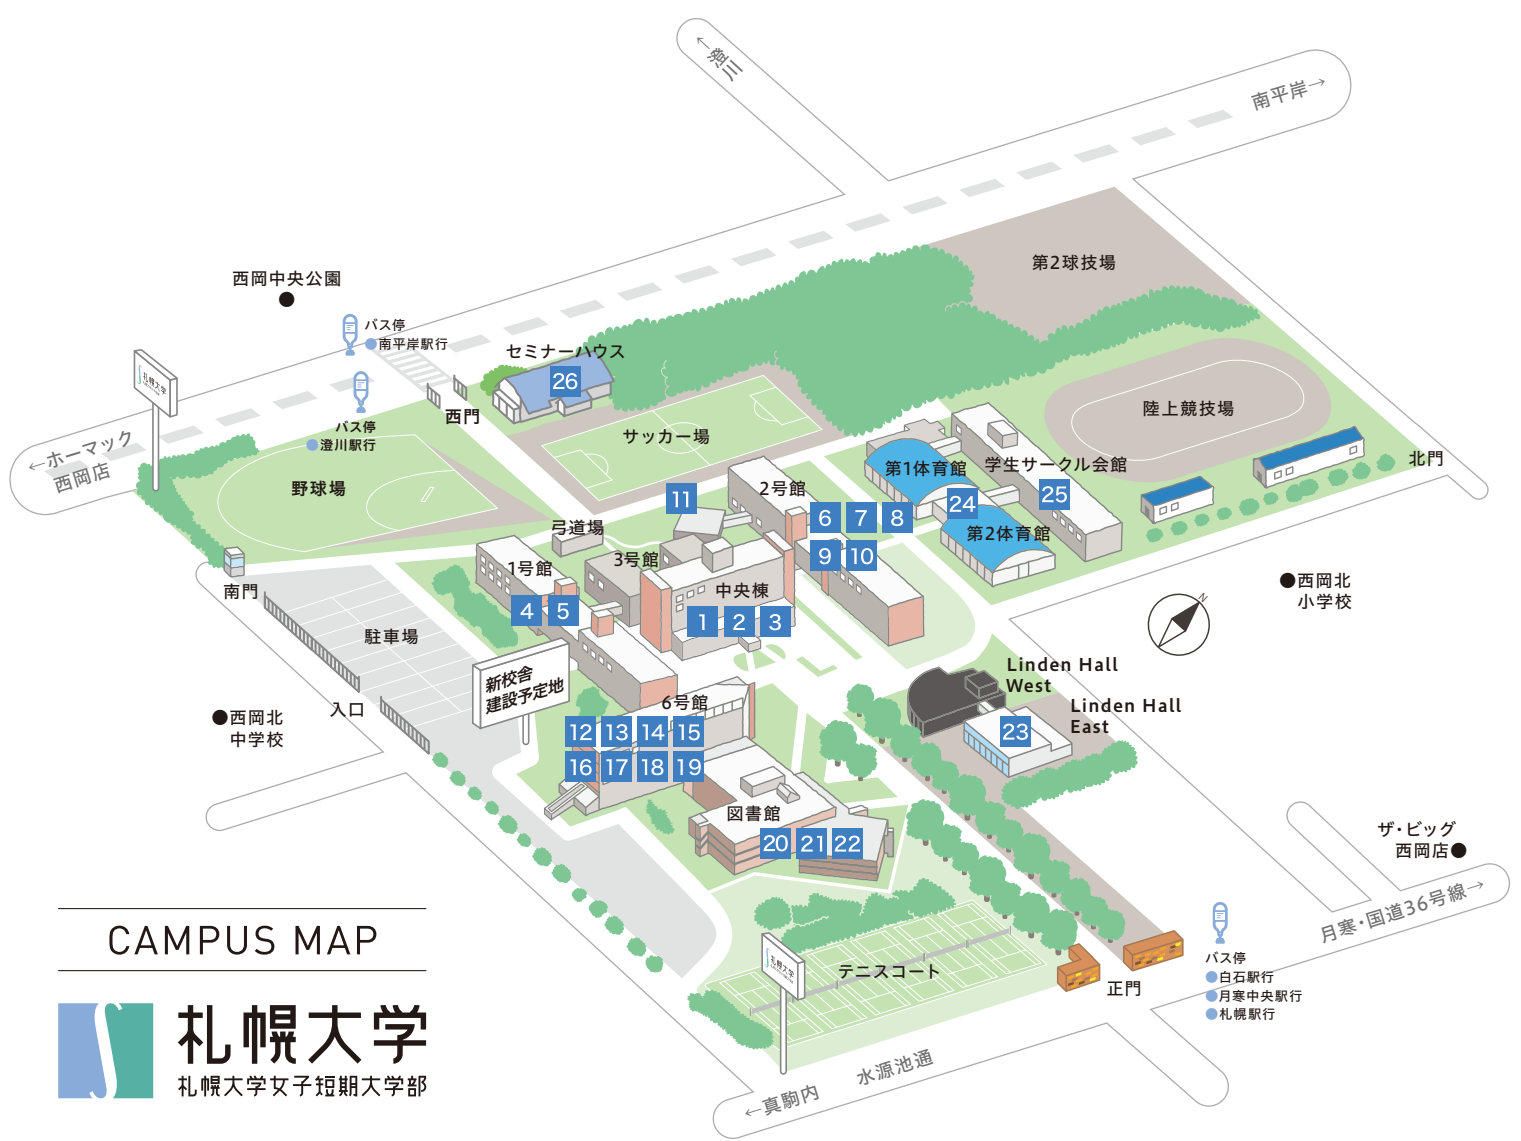 ←澄川
南平岸→
第2球技場
西岡中央公園
バス停
南平岸駅行
セミナーハウス
26
札幌大学
バス停
澄川駅行
西門
サッカー場
陸上競技場
←ホーマック
西岡店
野球場
11
2号館
第1体育館
学生サークル会館
北門
6 7 8
24
25
弓道場
第2体育館
9 10
南門
1号館
3号館
中央棟
4 5
1 2 3
西岡北
小学校
N
駐車場
新校舎
建設予定地
入口
西岡北
中学校
6号館
12 13 14 15
16 17 18 19
Linden Hall
West
Linden Hall
East
23
図書館
20 21 22
ザ・ビッグ
西岡店
月寒・国道36号線→
テニスコート
札幌大学
正門
バス停
白石駅行
月寒中央駅行
札幌駅行
水源池通
←真駒内
CAMPUS MAP
札幌大学
札幌大学女子短期大学部